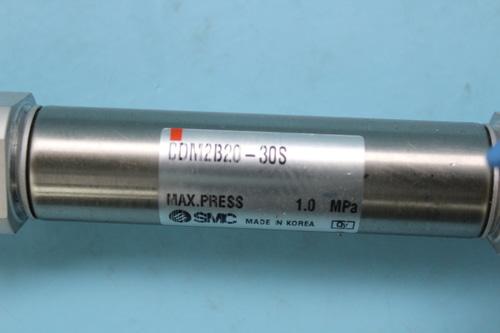 CDM2B20-30S
MAX.PRESS 1.0 MPa
SMC MADE IN KOREA